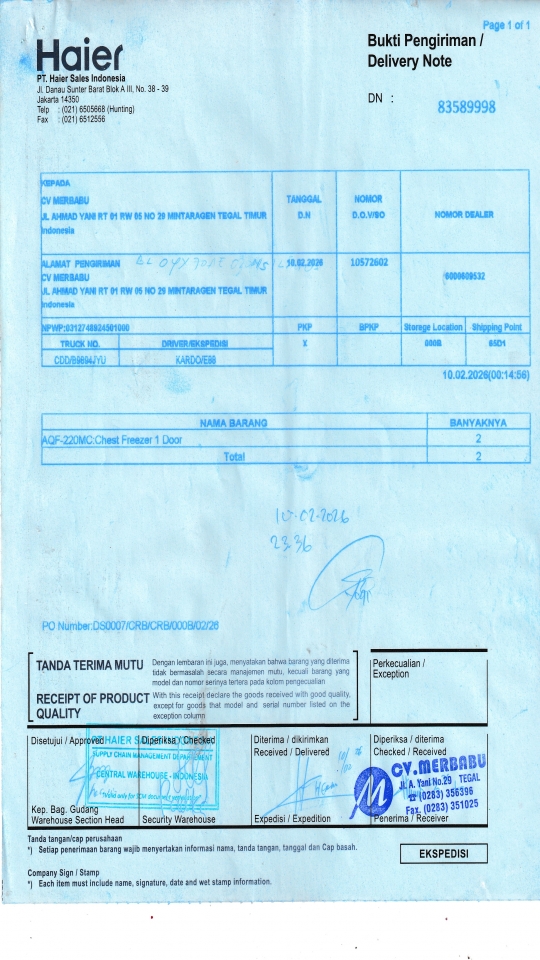 Page 1 of 1
Haier
Bukti Pengiriman /
Delivery Note
PT. Haier Sales Indonesia
Jl. Danau Sunter Barat Blok A III, No. 38 - 39
Jakarta 14350
Telp : (021) 6505668 (Hunting)
Fax : (021) 6512556
DN : 83589998
KEPADA
CV MERBABU
JL AHMAD YANI RT 01 RW 05 NO 29 MINTARAGEN TEGAL TIMUR
Indonesia
TANGGAL
D.N
NOMOR
D.O.V/SO
NOMOR DEALER
ALAMAT PENGIRIMAN
CV MERBABU
JL AHMAD YANI RT 01 RW 05 NO 29 MINTARAGEN TEGAL TIMUR
Indonesia
10.02.2026
10572602
6000609532
NPWP:0312748924501000
PKP
BPKP
Storage Location
Shipping Point
TRUCK NO.
DRIVER/EKSPEDISI
X
000B
65D1
CDD/B9694JYU
KARDO/E88
10.02.2026(00:14:56)
NAMA BARANG
BANYAKNYA
AQF-220MC:Chest Freezer 1 Door
2
Total
2
10-02-2026
23.36
PO Number:DS0007/CRB/CRB/000B/02/26
TANDA TERIMA MUTU
Dengan lembaran ini juga, menyatakan bahwa barang yang diterima
tidak bermasalah secara manajemen mutu, kecuali barang yang
model dan nomor serinya tertera pada kolom pengecualian
RECEIPT OF PRODUCT
QUALITY
With this receipt declare the goods received with good quality,
except for goods that model and serial number listed on the
exception column
Perkecualian /
Exception
Disetujui / Approved
Diperiksa / Checked
Diterima / dikirimkan
Received / Delivered
Diperiksa / diterima
Checked / Received
SUPPLY CHAIN MANAGEMENT DEPARTEMENT
CENTRAL WAREHOUSE - INDONESIA
CV.MERBABU
Jl. A. Yani No.29 , TEGAL
☎ (0283) 356396
Fax. (0283) 351025
Kep. Bag. Gudang
Warehouse Section Head
Security Warehouse
Expedisi / Expedition
Penerima / Receiver
Tanda tangan/cap perusahaan
*) Setiap penerimaan barang wajib menyertakan informasi nama, tanda tangan, tanggal dan Cap basah.
EKSPEDISI
Company Sign / Stamp
*) Each item must include name, signature, date and wet stamp information.